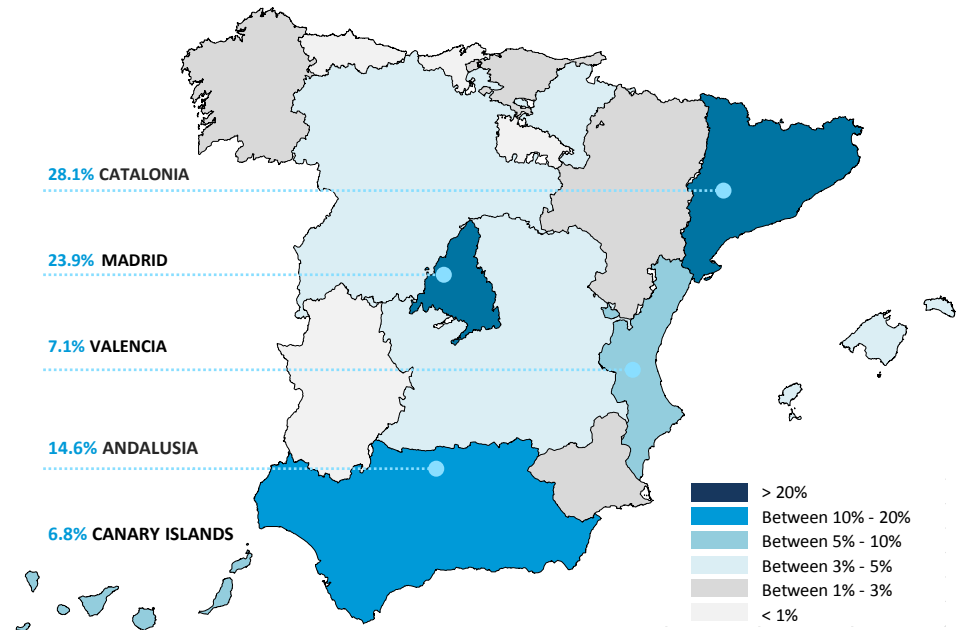 28.1% CATALONIA
23.9% MADRID
7.1% VALENCIA
14.6% ANDALUSIA
6.8% CANARY ISLANDS
> 20%
Between 10% - 20%
Between 5% - 10%
Between 3% - 5%
Between 1% - 3%
< 1%